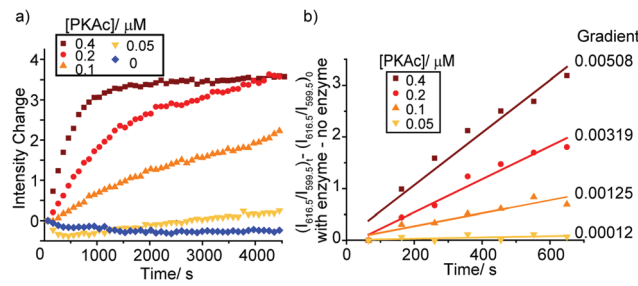 a)
[PKAc]/ μM
0.4
0.2
0.1
0.05
0
Intensity Change
4
3
2
1
0
0 1000 2000 3000 4000
Time/ s
b)
Gradient
[PKAc]/ μM
0.4
0.2
0.1
0.05
(I616.5/I599.5)t- (I616.5/I599.5)0
with enzyme - no enzyme
3
2
1
0
0 200 400 600
Time/ s
0.00508
0.00319
0.00125
0.00012